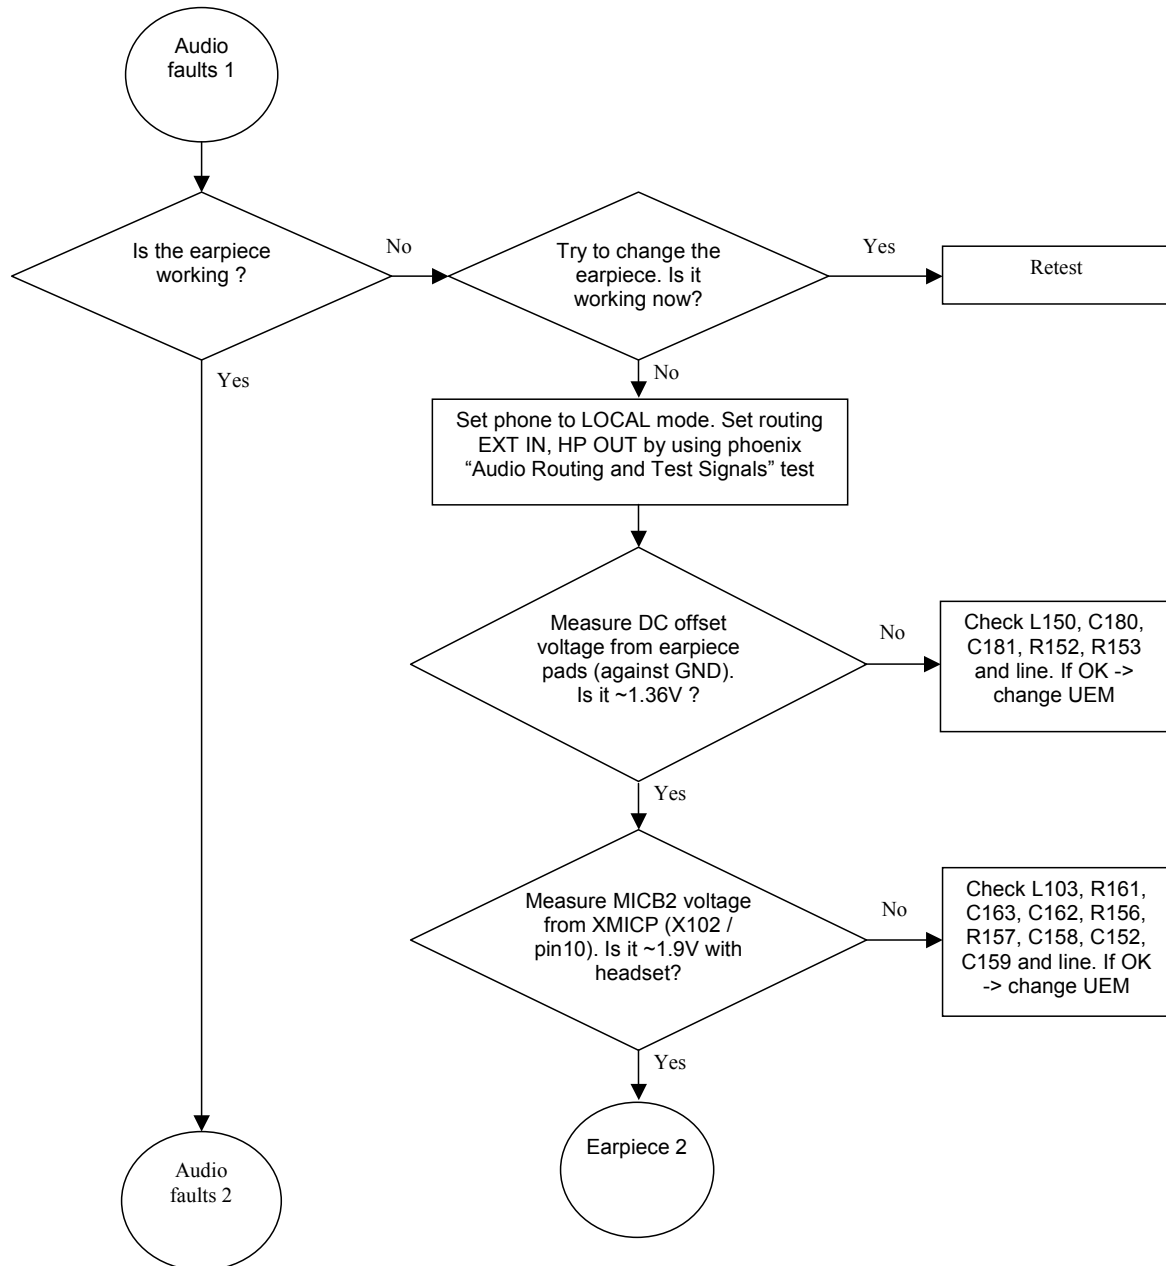 Audio
faults 1
Is the earpiece
working ?
No
Try to change the
earpiece. Is it
working now?
Yes
Retest
Yes
No
Set phone to LOCAL mode. Set routing
EXT IN, HP OUT by using phoenix
“Audio Routing and Test Signals” test
Measure DC offset
voltage from earpiece
pads (against GND).
Is it ~1.36V ?
No
Check L150, C180,
C181, R152, R153
and line. If OK ->
change UEM
Yes
Measure MICB2 voltage
from XMICP (X102 /
pin10). Is it ~1.9V with
headset?
No
Check L103, R161,
C163, C162, R156,
R157, C158, C152,
C159 and line. If OK
-> change UEM
Yes
Earpiece 2
Audio
faults 2